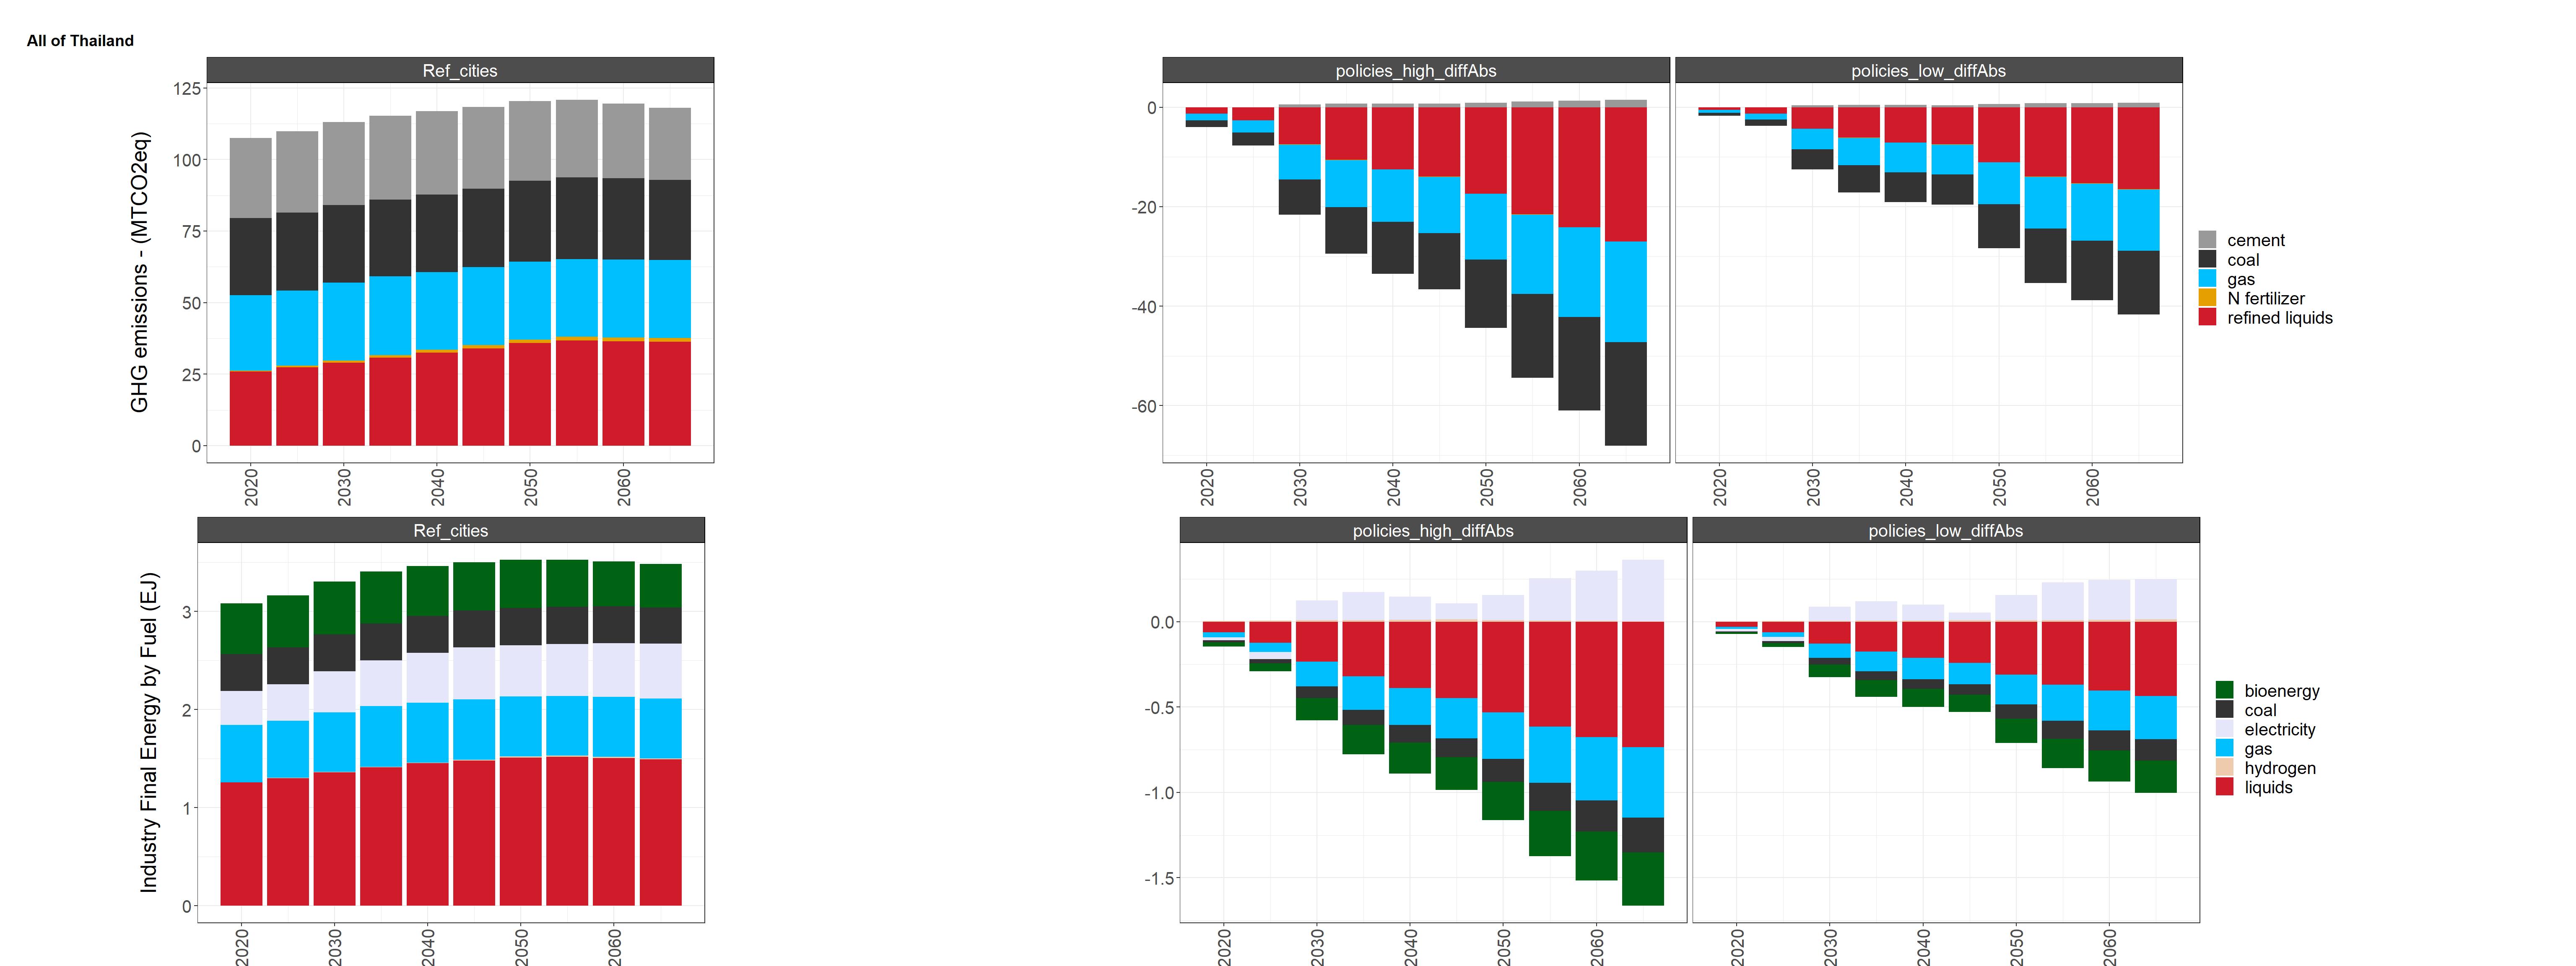 All of Thailand
Ref_cities
policies_high_diffAbs
policies_low_diffAbs
GHG emissions - (MTCO2eq)
125
100
75
50
25
0
0
-20
-40
-60
2020
2030
2040
2050
2060
2020
2030
2040
2050
2060
2020
2030
2040
2050
2060
cement
coal
gas
N fertilizer
refined liquids
Ref_cities
policies_high_diffAbs
policies_low_diffAbs
Industry Final Energy by Fuel (EJ)
3
2
1
0
0.0
-0.5
-1.0
-1.5
2020
2030
2040
2050
2060
2020
2030
2040
2050
2060
2020
2030
2040
2050
2060
bioenergy
coal
electricity
gas
hydrogen
liquids